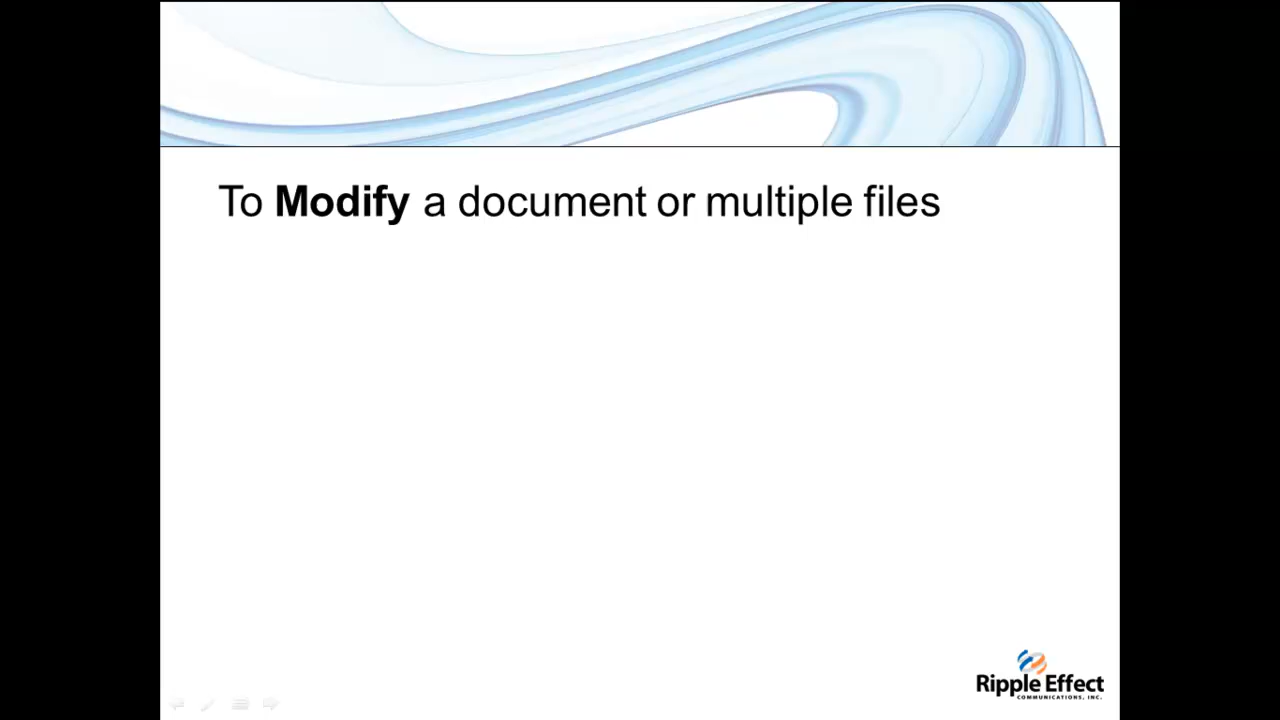 To Modify a document or multiple files
Ripple Effect
COMMUNICATIONS, INC.